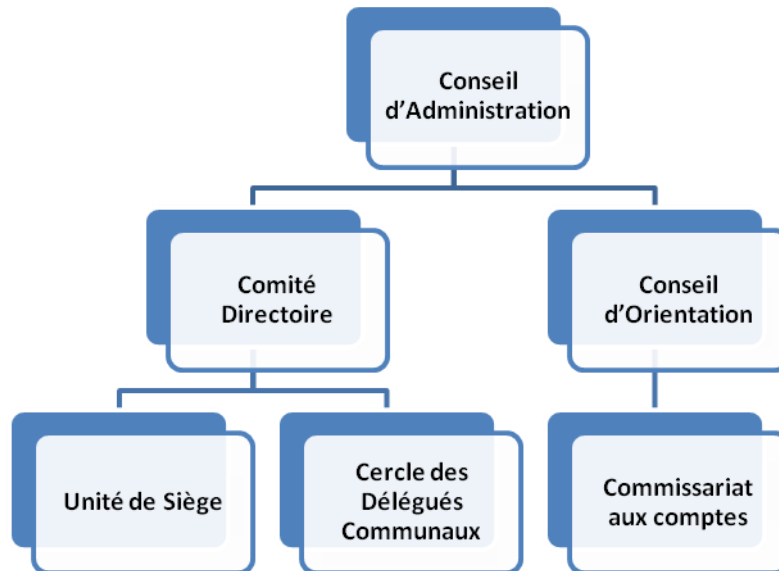 Conseil
d’Administration
Comité
Directoire
Conseil
d’Orientation
Unité de Siège
Cercle des
Délégués
Communaux
Commissariat
aux comptes